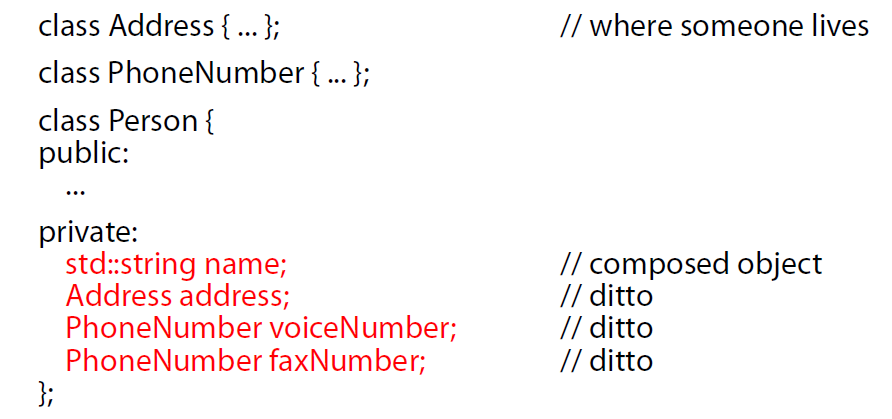 class Address { ... };	// where someone lives
class PhoneNumber { ... };
class Person {
public:
...
private:
std::string name;	// composed object
Address address;	// ditto
PhoneNumber voiceNumber;	// ditto
PhoneNumber faxNumber;	// ditto
};